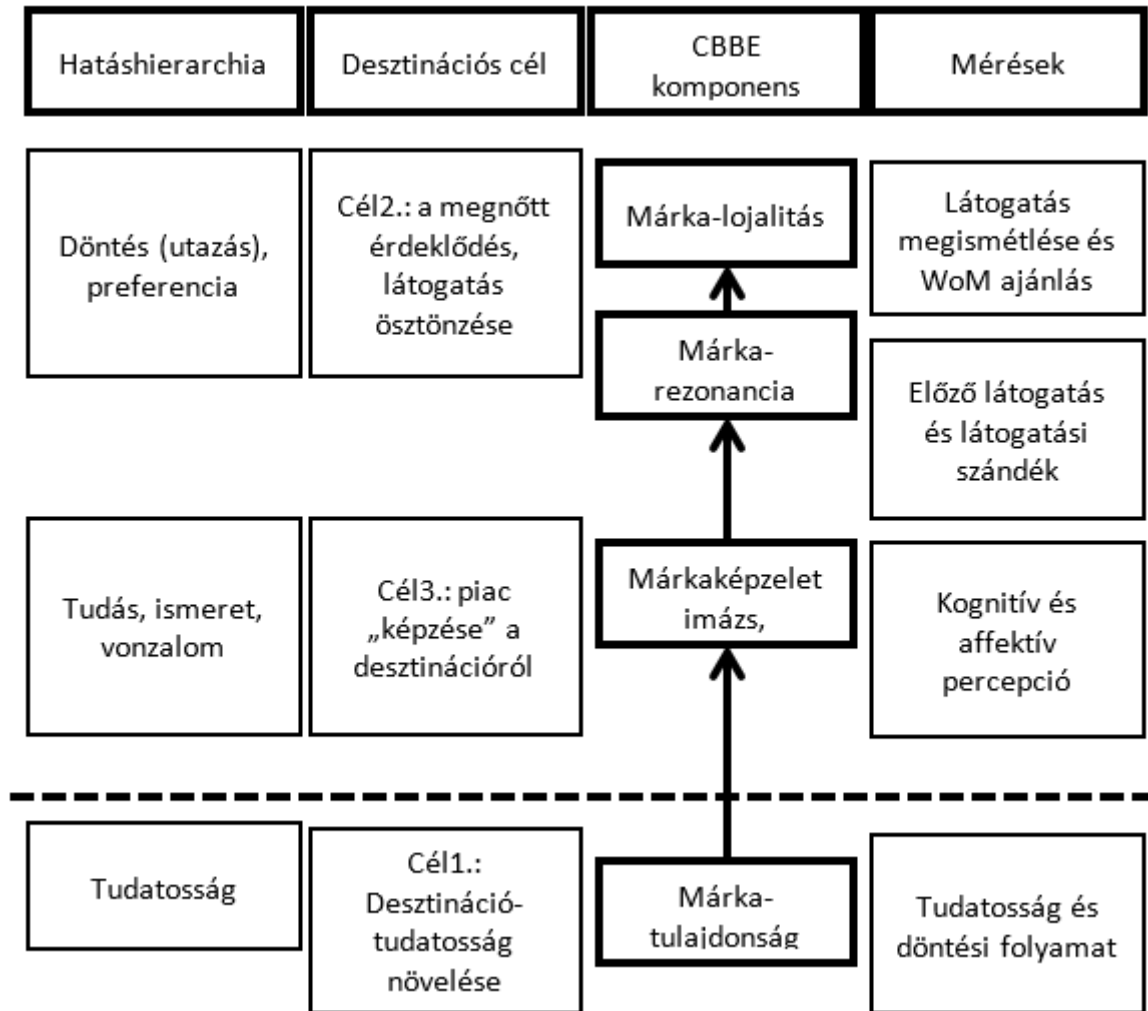 Hatáshierarchia
Desztinációs cél
CBBE
komponens
Mérések
Döntés (utazás),
preferencia
Cél2.: a megnőtt
érdeklődés,
látogatás
ösztönzése
Márka-lojalitás
Látogatás
megismétlése és
WoM ajánlás
Márka-
rezonancia
Előző látogatás
és látogatási
szándék
Tudás, ismeret,
vonzalom
Cél3.: piac
„képzése” a
desztinációról
Márkaképzelet
imázs,
Kognitív és
affektív
percepció
Tudatosság
Cél1.:
Desztináció-
tudatosság
növelése
Márka-
tulajdonság
Tudatosság és
döntési folyamat